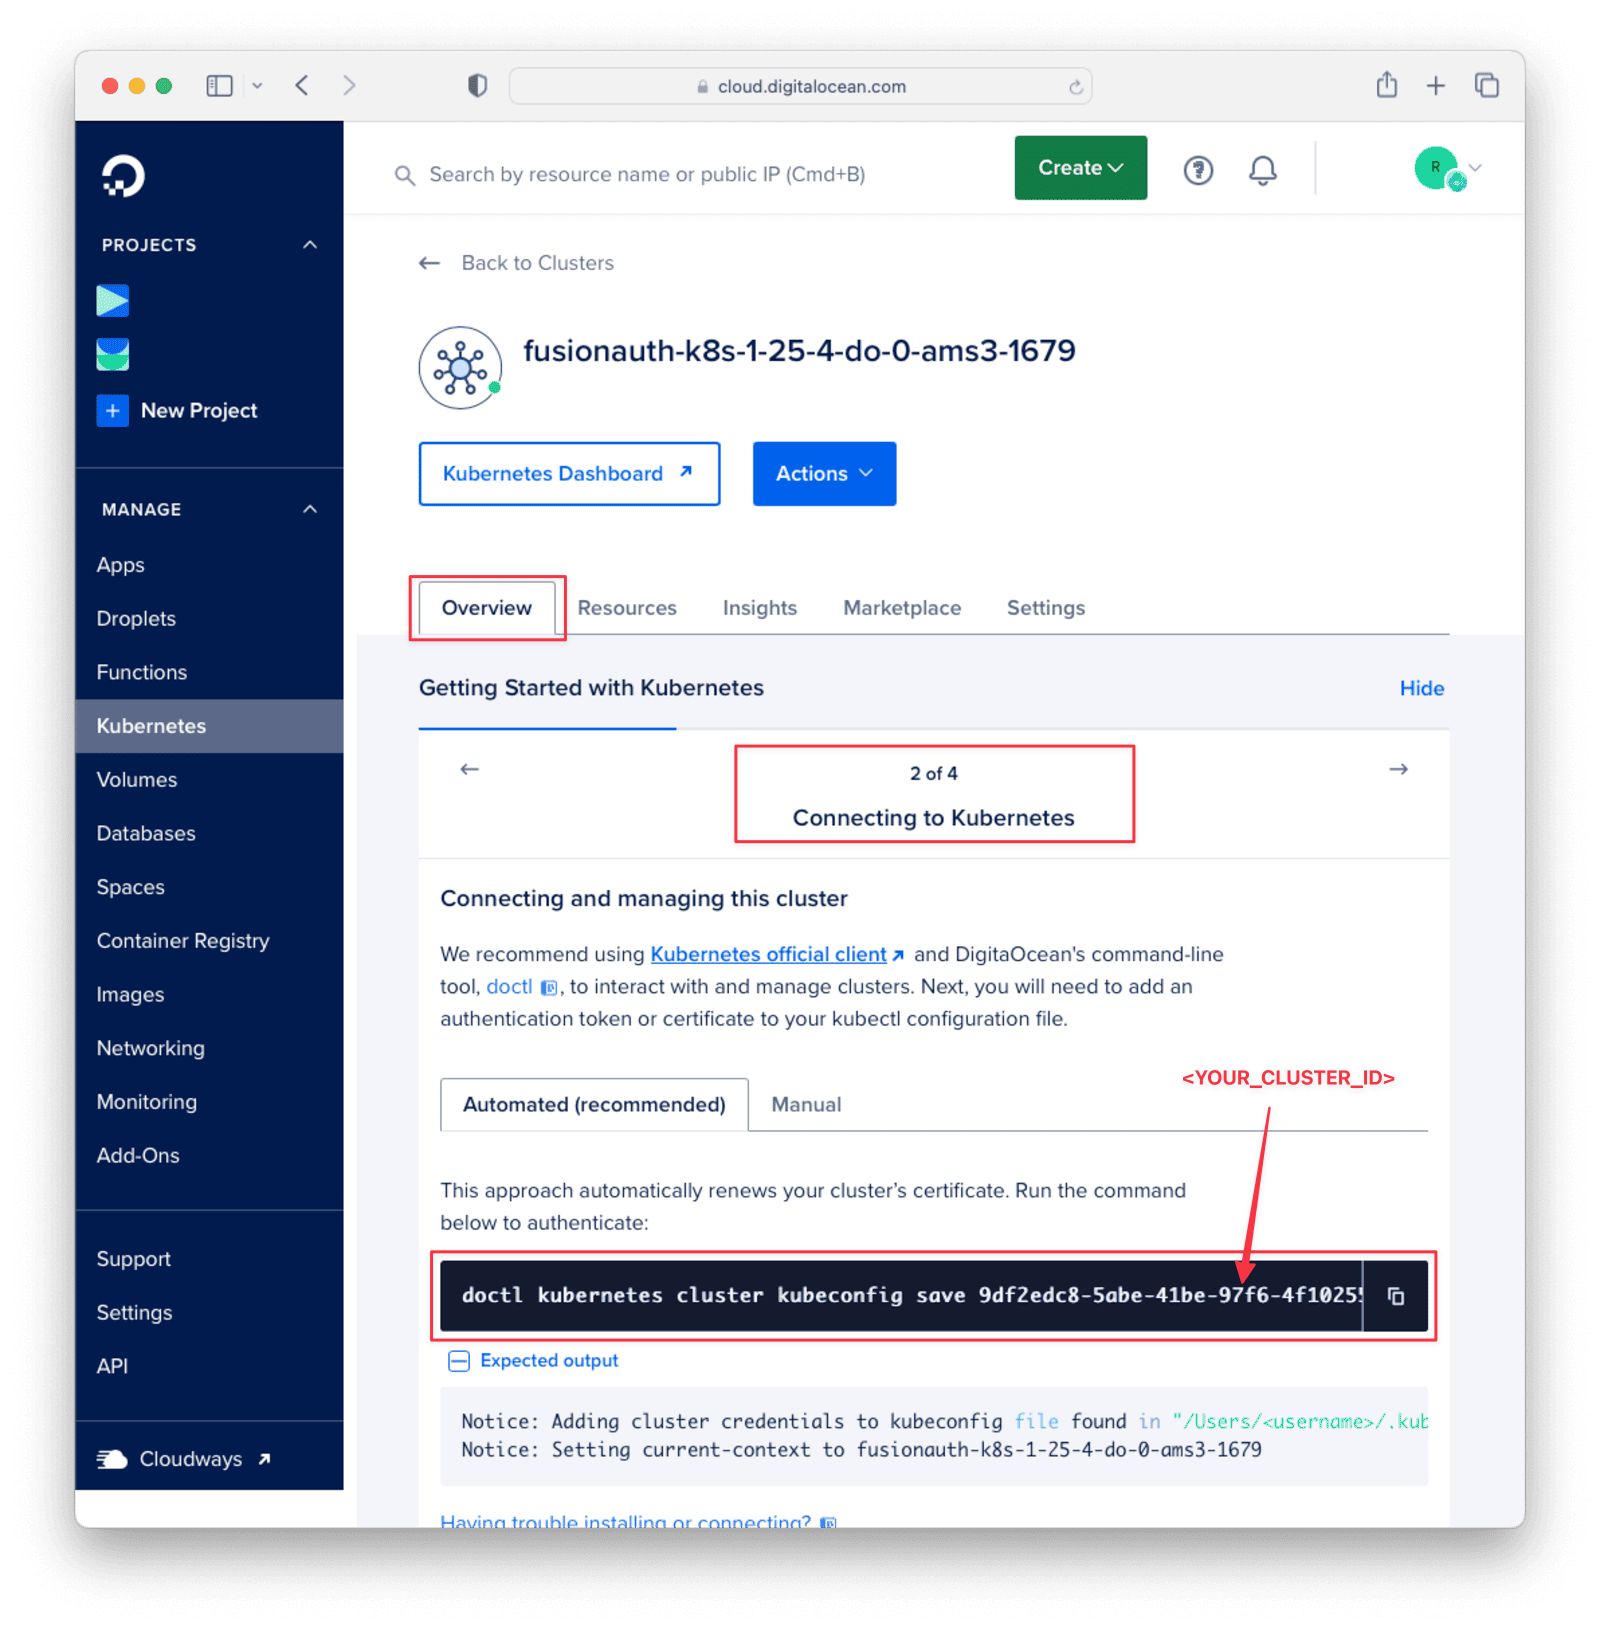 cloud.digitalocean.com
Search by resource name or public IP (Cmd+B)
Create
R
PROJECTS
New Project
MANAGE
Apps
Droplets
Functions
Kubernetes
Volumes
Databases
Spaces
Container Registry
Images
Networking
Monitoring
Add-Ons
Support
Settings
API
Cloudways
Back to Clusters
fusionauth-k8s-1-25-4-do-0-ams3-1679
Kubernetes Dashboard
Actions
Overview
Resources
Insights
Marketplace
Settings
Getting Started with Kubernetes
Hide
2 of 4
Connecting to Kubernetes
Connecting and managing this cluster
We recommend using Kubernetes official client and DigitaOcean's command-line
tool, doctl , to interact with and manage clusters. Next, you will need to add an
authentication token or certificate to your kubectl configuration file.
<YOUR_CLUSTER_ID>
Automated (recommended)
Manual
This approach automatically renews your cluster's certificate. Run the command
below to authenticate:
doctl kubernetes cluster kubeconfig save 9df2edc8-5abe-41be-97f6-4f10255
Expected output
Notice: Adding cluster credentials to kubeconfig file found in "/Users/<username>/.kub
Notice: Setting current-context to fusionauth-k8s-1-25-4-do-0-ams3-1679
Having trouble installing or connecting?